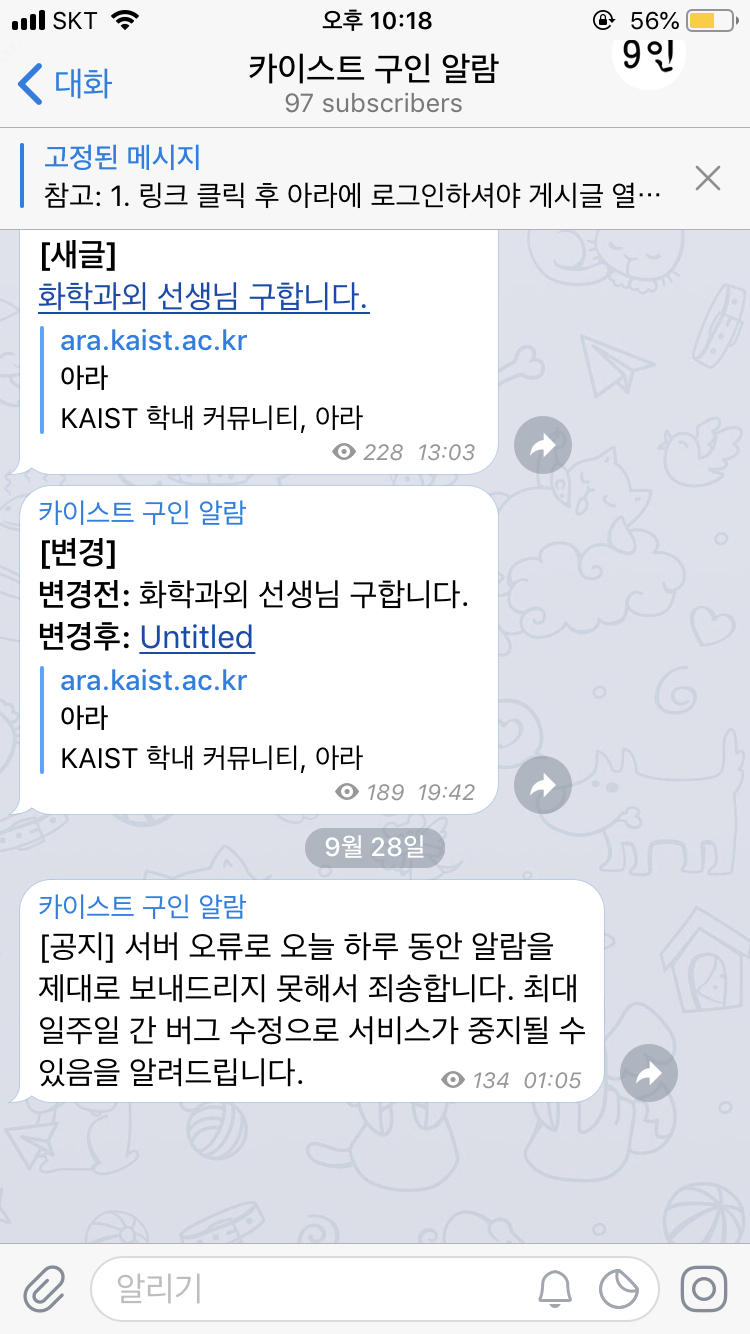 SKT 오후 10:18 56%
대화 카이스트 구인 알람 9인
97 subscribers
고정된 메시지
참고: 1. 링크 클릭 후 아라에 로그인하셔야 게시글 열…
[새글]
화학과외 선생님 구합니다.
ara.kaist.ac.kr
아라
KAIST 학내 커뮤니티, 아라
228 13:03
카이스트 구인 알람
[변경]
변경전: 화학과외 선생님 구합니다.
변경후: Untitled
ara.kaist.ac.kr
아라
KAIST 학내 커뮤니티, 아라
189 19:42
9월 28일
카이스트 구인 알람
[공지] 서버 오류로 오늘 하루 동안 알람을
제대로 보내드리지 못해서 죄송합니다. 최대
일주일 간 버그 수정으로 서비스가 중지될 수
있음을 알려드립니다. 134 01:05
알리기